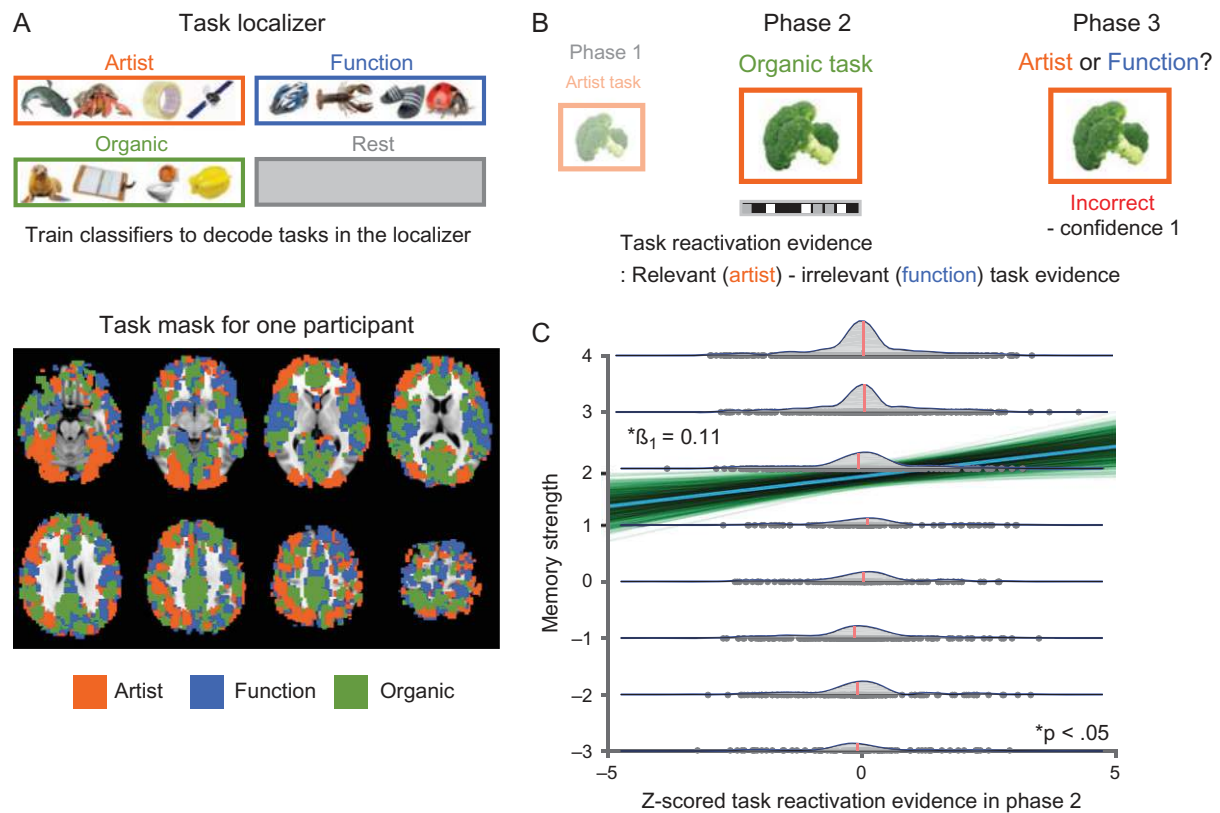 A
Task localizer
Artist
Function
Organic
Rest
Train classifiers to decode tasks in the localizer
Task mask for one participant
Artist
Function
Organic
B
Phase 1
Artist task
Phase 2
Organic task
Phase 3
Artist or Function?
Incorrect
- confidence 1
Task reactivation evidence
: Relevant (artist) - irrelevant (function) task evidence
C
Memory strength
4
3
2
1
0
–1
–2
–3
*ß₁ = 0.11
*p < .05
–5
0
5
Z-scored task reactivation evidence in phase 2